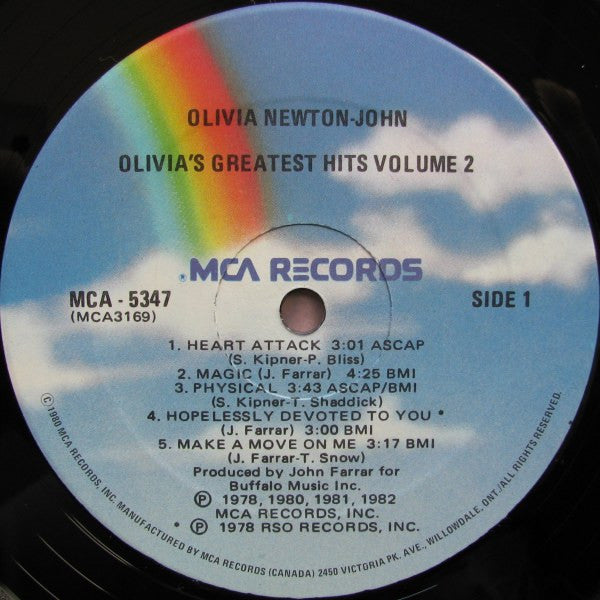 OLIVIA NEWTON-JOHN
OLIVIA'S GREATEST HITS VOLUME 2
® MCA RECORDS
MCA - 5347
(MCA3169)
SIDE 1
1. HEART ATTACK 3:01 ASCAP
(S. Kipner-P. Bliss)
2. MAGIC (J. Farrar) 4:25 BMI
3. PHYSICAL 3:43 ASCAP/BMI
(S. Kipner-T. Shaddick)
4. HOPELESSLY DEVOTED TO YOU *
(J. Farrar) 3:00 BMI
5. MAKE A MOVE ON ME 3:17 BMI
(J. Farrar-T. Snow)
Produced by John Farrar for
Buffalo Music Inc.
℗ 1978, 1980, 1981, 1982
MCA RECORDS, INC.
* ℗ 1978 RSO RECORDS, INC.
©1980 MCA RECORDS, INC. MANUFACTURED BY MCA RECORDS (CANADA) 2450 VICTORIA PK. AVE., WILLOWDALE, ONT./ALL RIGHTS RESERVED.